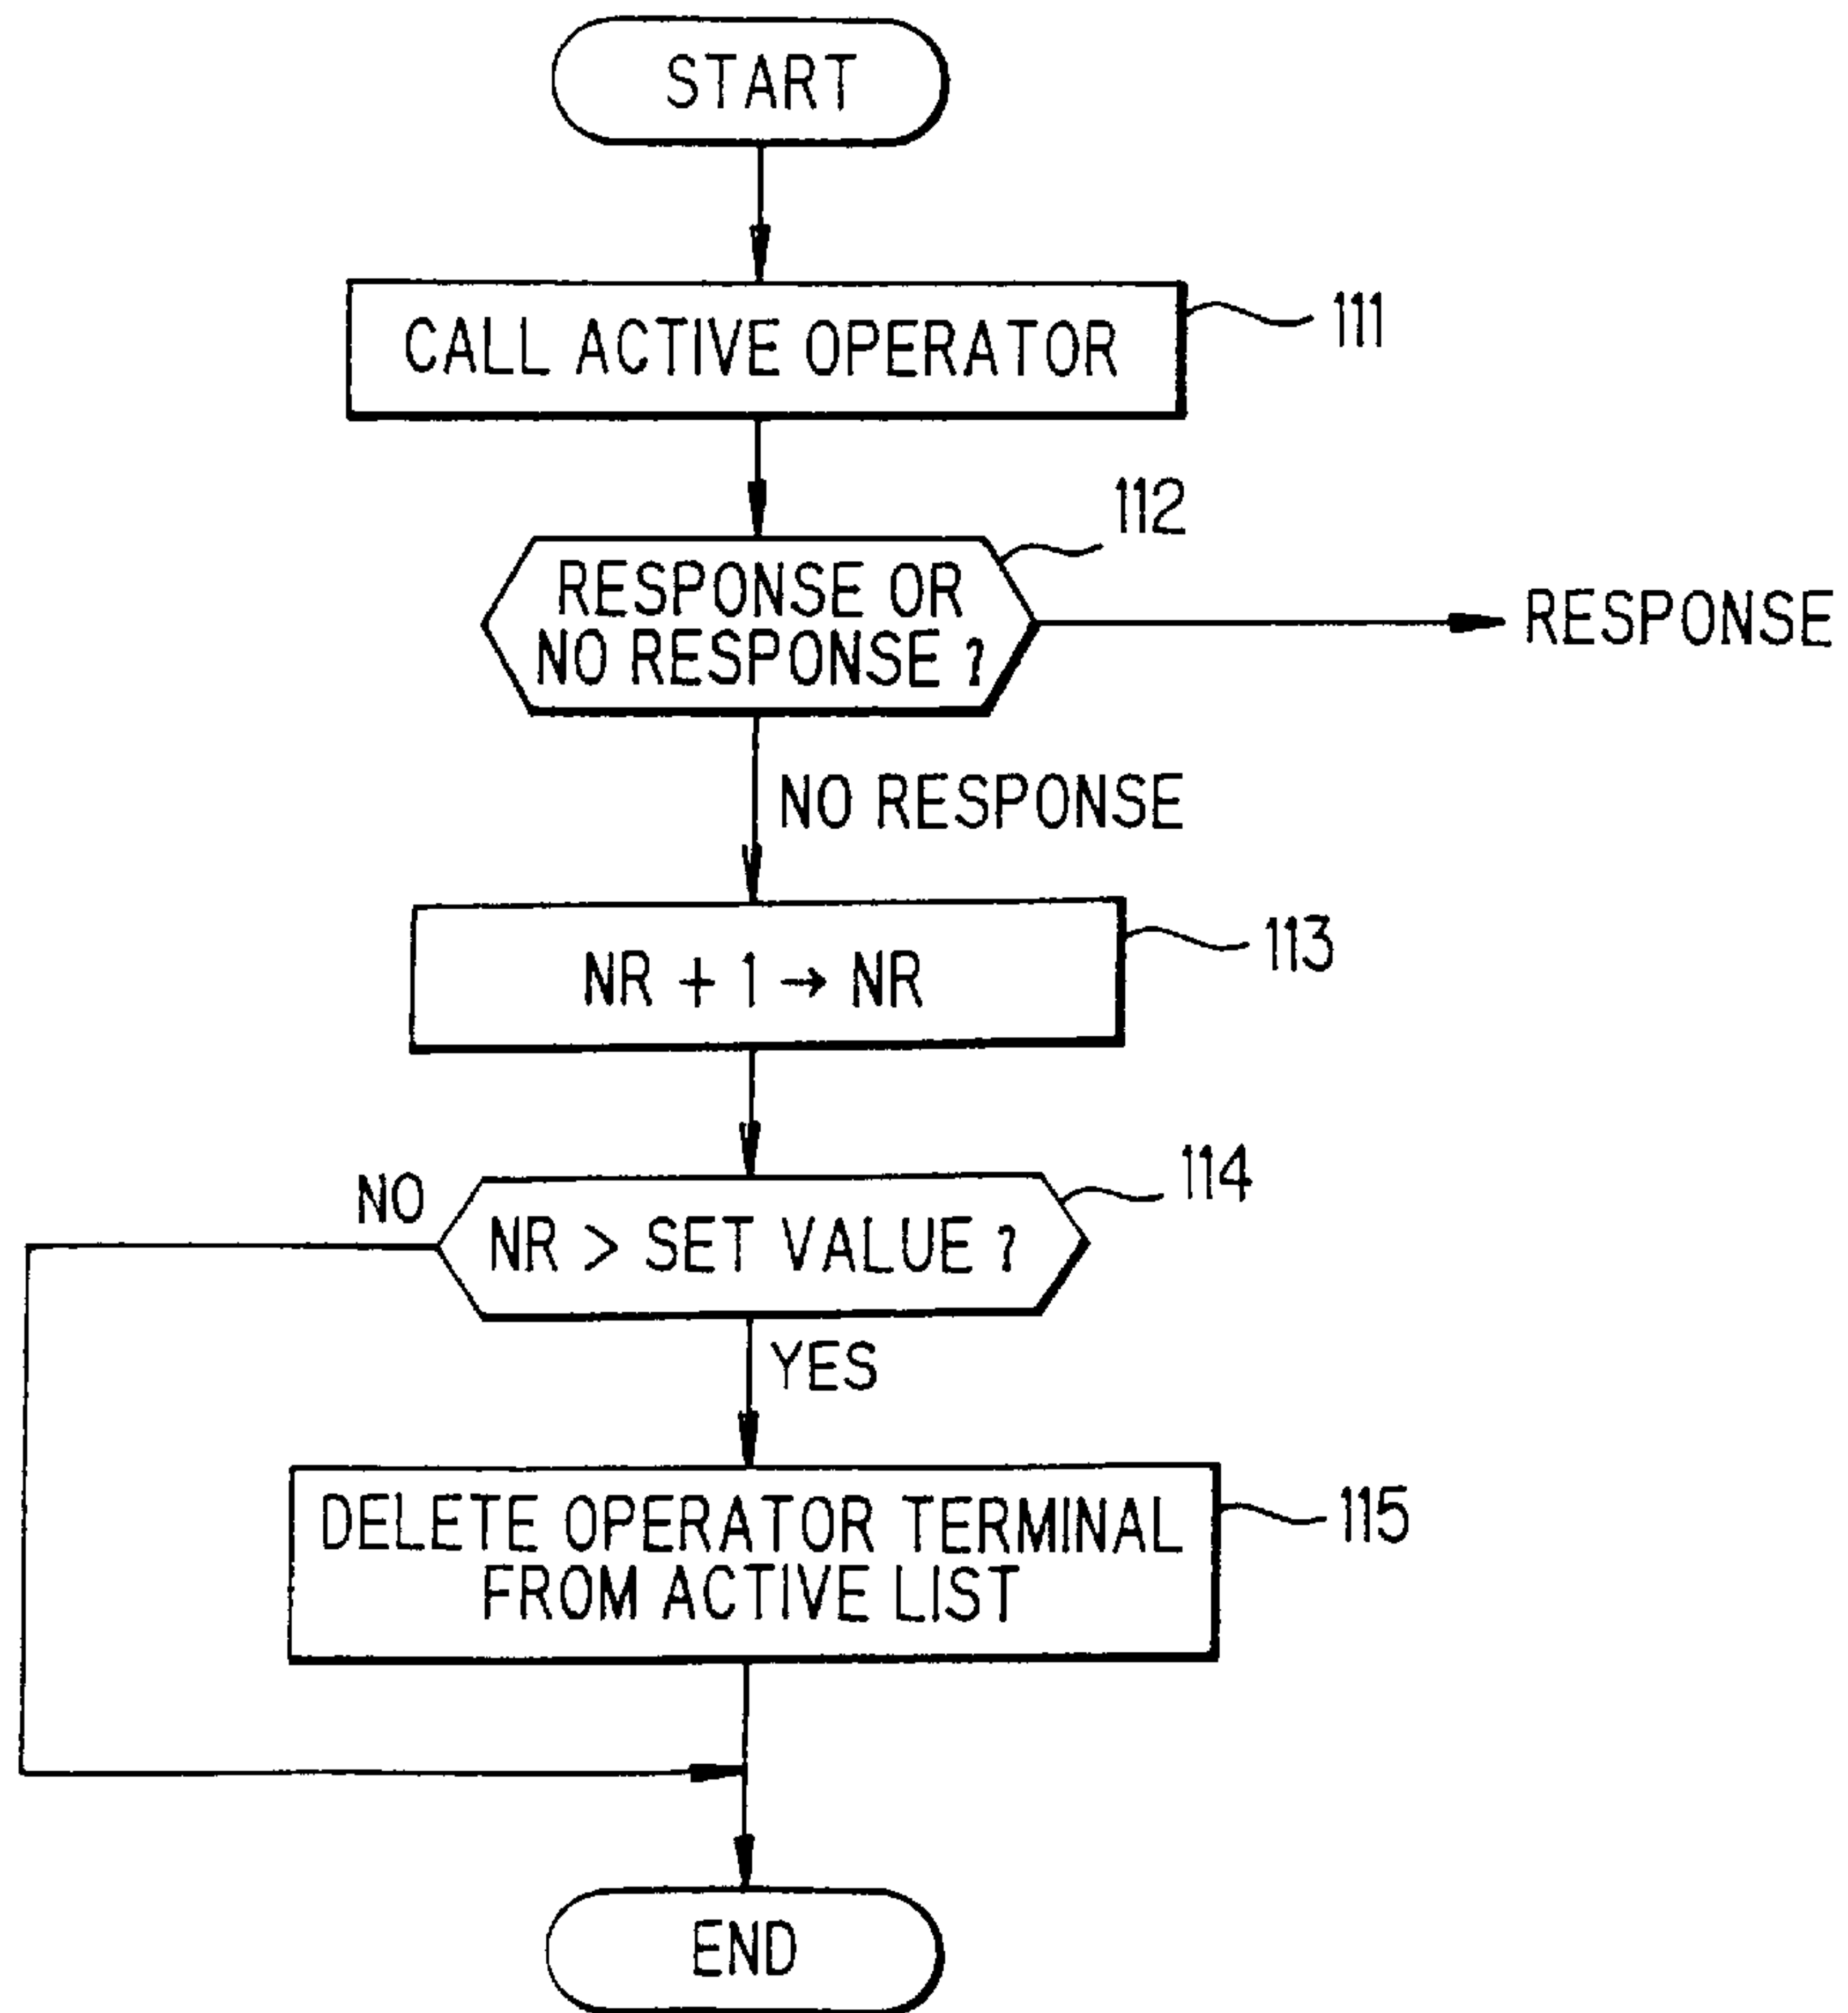 START
CALL ACTIVE OPERATOR
111
112
RESPONSE OR
NO RESPONSE ?
RESPONSE
NO RESPONSE
NR + 1 → NR
113
114
NO
NR > SET VALUE ?
YES
DELETE OPERATOR TERMINAL
FROM ACTIVE LIST
115
END